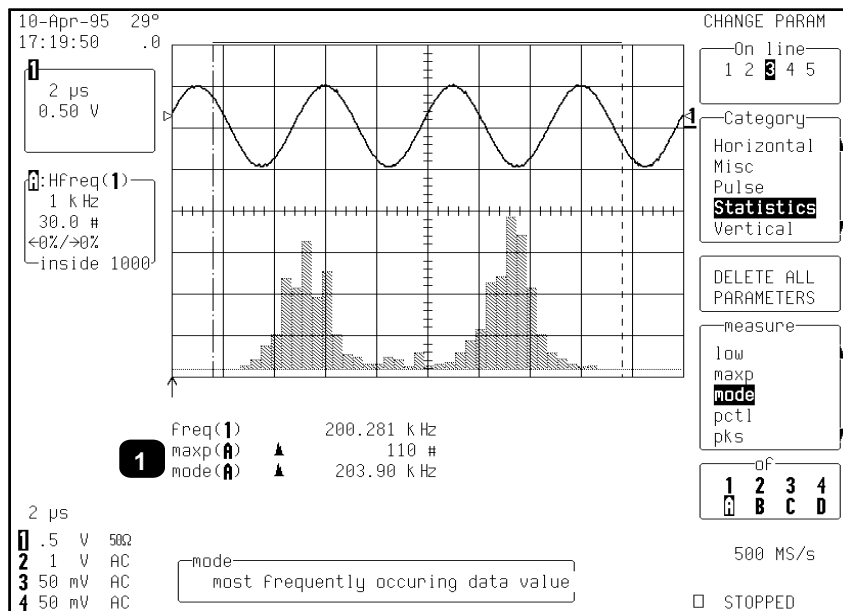 10-Apr-95 29°
17:19:50 .0
CHANGE PARAM
1
2 µs
0.50 V
A:HFreq(1)
1 kHz
30.0 #
←0%/→0%
inside 1000
1
On line
1 2 3 4 5
Category
Horizontal
Misc
Pulse
Statistics
Vertical
DELETE ALL
PARAMETERS
measure
low
maxp
mode
pctl
pks
of
1 2 3 4
A B C D
freq(1) 200.281 kHz
maxp(A) 110 #
mode(A) 203.90 kHz
1
2 µs
1 .5 V 50Ω
2 1 V AC
3 50 mV AC
4 50 mV AC
mode
most frequently occuring data value
500 MS/s
STOPPED